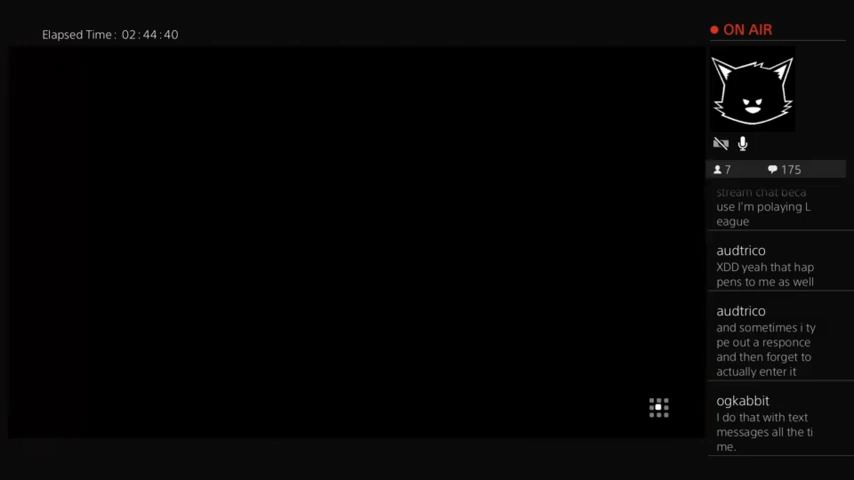 Elapsed Time: 02:44:40
ON AIR
7
175
stream chat beca
use I'm polaying L
eague
audtrico
XDD yeah that hap
pens to me as well
audtrico
and sometimes i ty
pe out a responce
and then forget to
actually enter it
ogkabbit
I do that with text
messages all the ti
me.